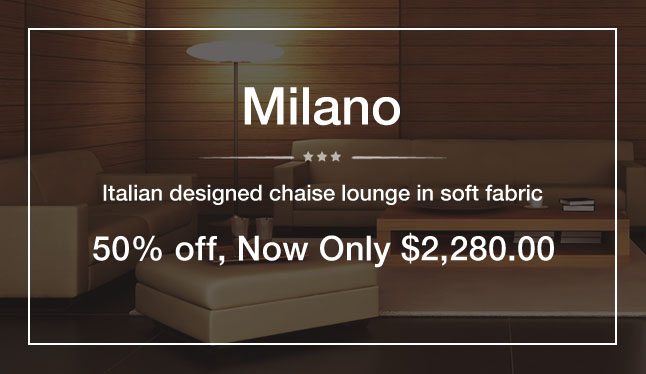 Milano
Italian designed chaise lounge in soft fabric
50% off, Now Only $2,280.00